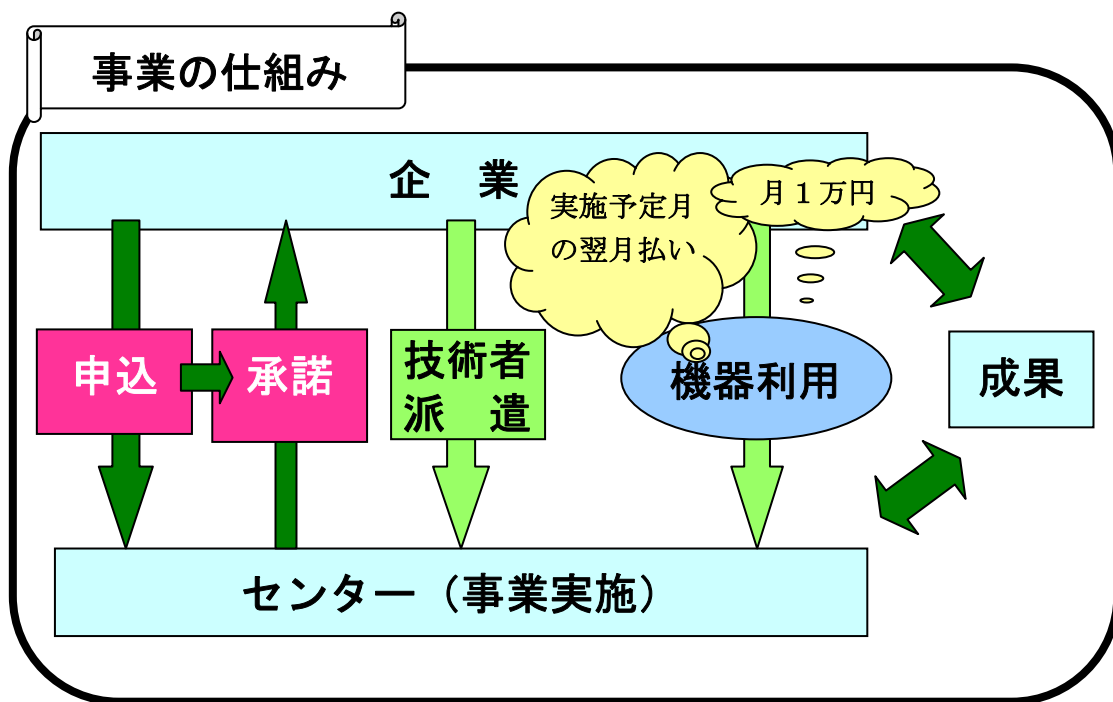 事業の仕組み
企　業
実施予定月
の翌月払い
月１万円
申込
承諾
技術者
派　遣
機器利用
成果
センター（事業実施）